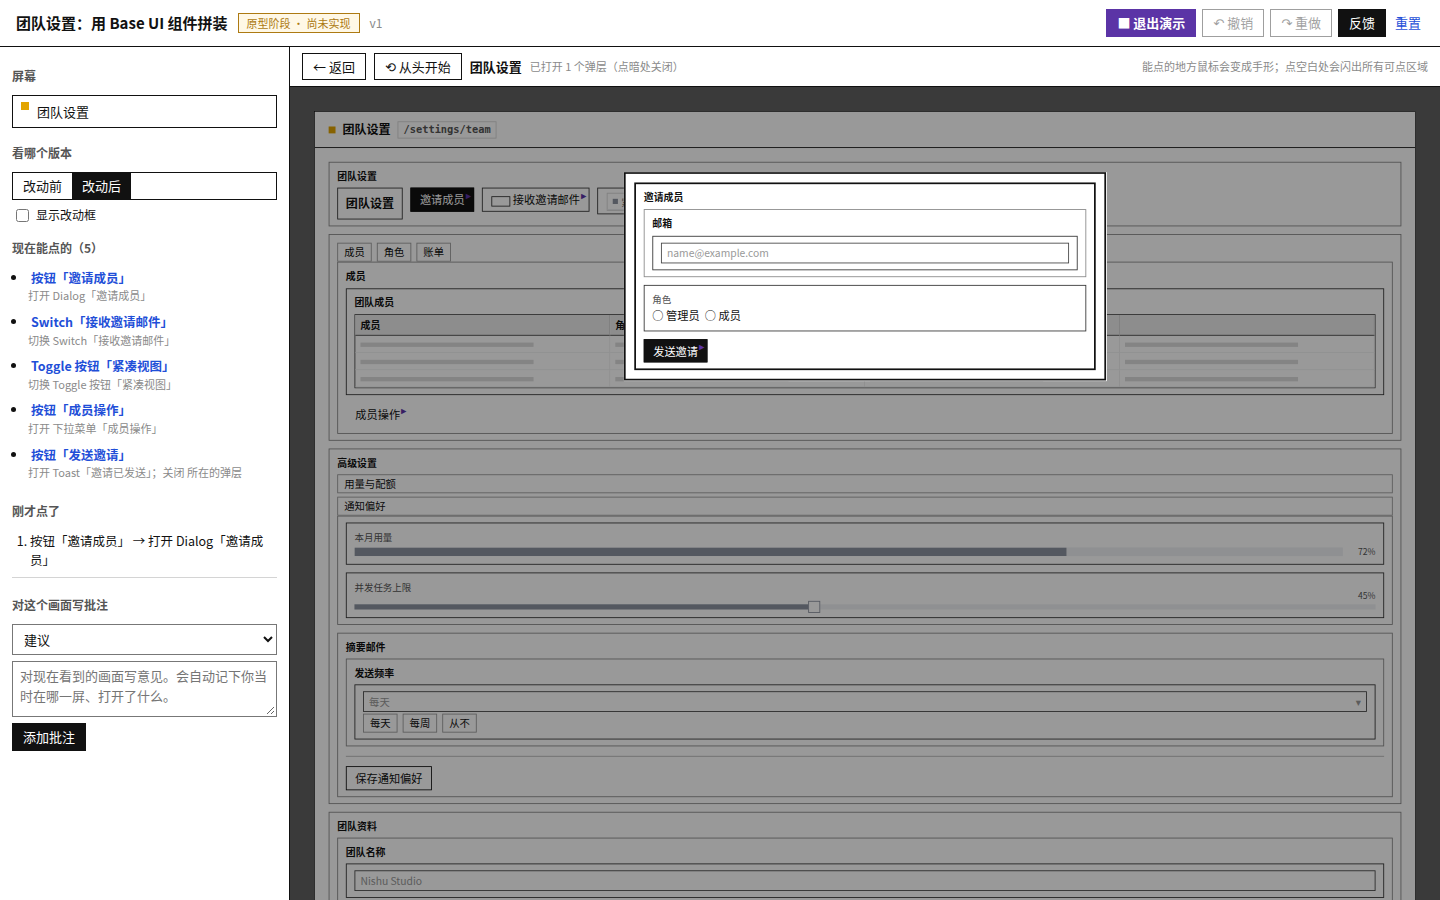 团队设置：用 Base UI 组件拼装
原型阶段 · 尚未实现
v1
■ 退出演示
↶ 撤销
↷ 重做
反馈
重置
屏幕
团队设置
看哪个版本
改动前
改动后
显示改动框
现在能点的（5）
按钮「邀请成员」
打开 Dialog「邀请成员」
Switch「接收邀请邮件」
切换 Switch「接收邀请邮件」
Toggle 按钮「紧凑视图」
切换 Toggle 按钮「紧凑视图」
按钮「成员操作」
打开 下拉菜单「成员操作」
按钮「发送邀请」
打开 Toast「邀请已发送」；关闭 所在的弹层
刚才点了
1. 按钮「邀请成员」 → 打开 Dialog「邀请成
员」
对这个画面写批注
建议
对现在看到的画面写意见。会自动记下你当
时在哪一屏、打开了什么。
添加批注
← 返回
⟲ 从头开始
团队设置
已打开 1 个弹层（点暗处关闭）
能点的地方鼠标会变成手形；点空白处会闪出所有可点区域
团队设置
/settings/team
团队设置
团队设置
邀请成员
接收邀请邮件
成员
角色
账单
成员
团队成员
成员
成员操作
邀请成员
邮箱
name@example.com
角色
管理员
成员
发送邀请
高级设置
用量与配额
通知偏好
本月用量
72%
并发任务上限
45%
摘要邮件
发送频率
每天
每天
每周
从不
保存通知偏好
团队资料
团队名称
Nishu Studio